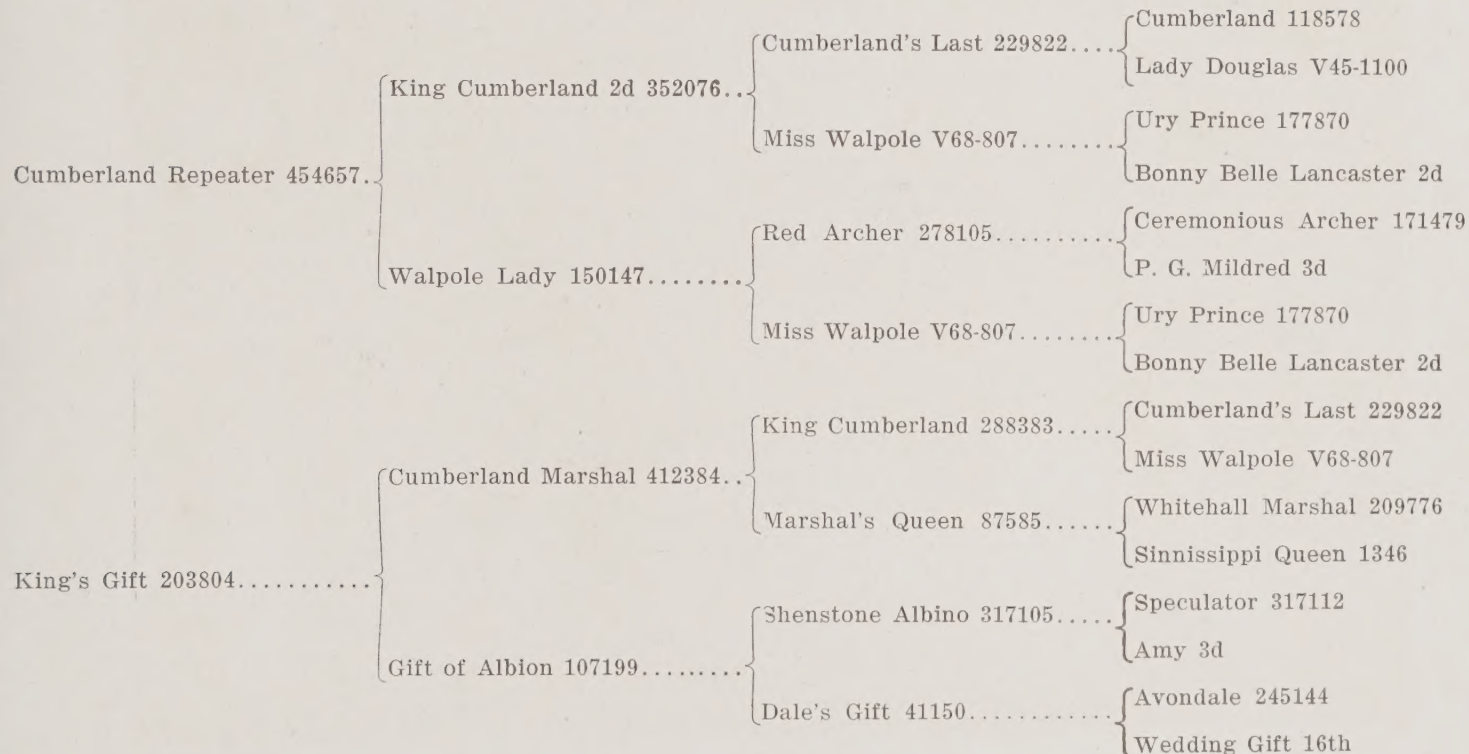 Cumberland 118578
Cumberland's Last 229822....
Lady Douglas V45-1100
King Cumberland 2d 352076..
Ury Prince 177870
Miss Walpole V68-807........
Bonny Belle Lancaster 2d
Cumberland Repeater 454657.
Ceremonious Archer 171479
Red Archer 278105..........
P. G. Mildred 3d
Walpole Lady 150147........
Ury Prince 177870
Miss Walpole V68-807........
Bonny Belle Lancaster 2d
Cumberland's Last 229822
King Cumberland 288383.....
Miss Walpole V68-807
Cumberland Marshal 412384..
Whitehall Marshal 209776
Marshal's Queen 87585......
Sinnissippi Queen 1346
King's Gift 203804...........
Speculator 317112
Shenstone Albino 317105.....
Amy 3d
Gift of Albion 107199.........
Avondale 245144
Dale's Gift 41150............
Wedding Gift 16th